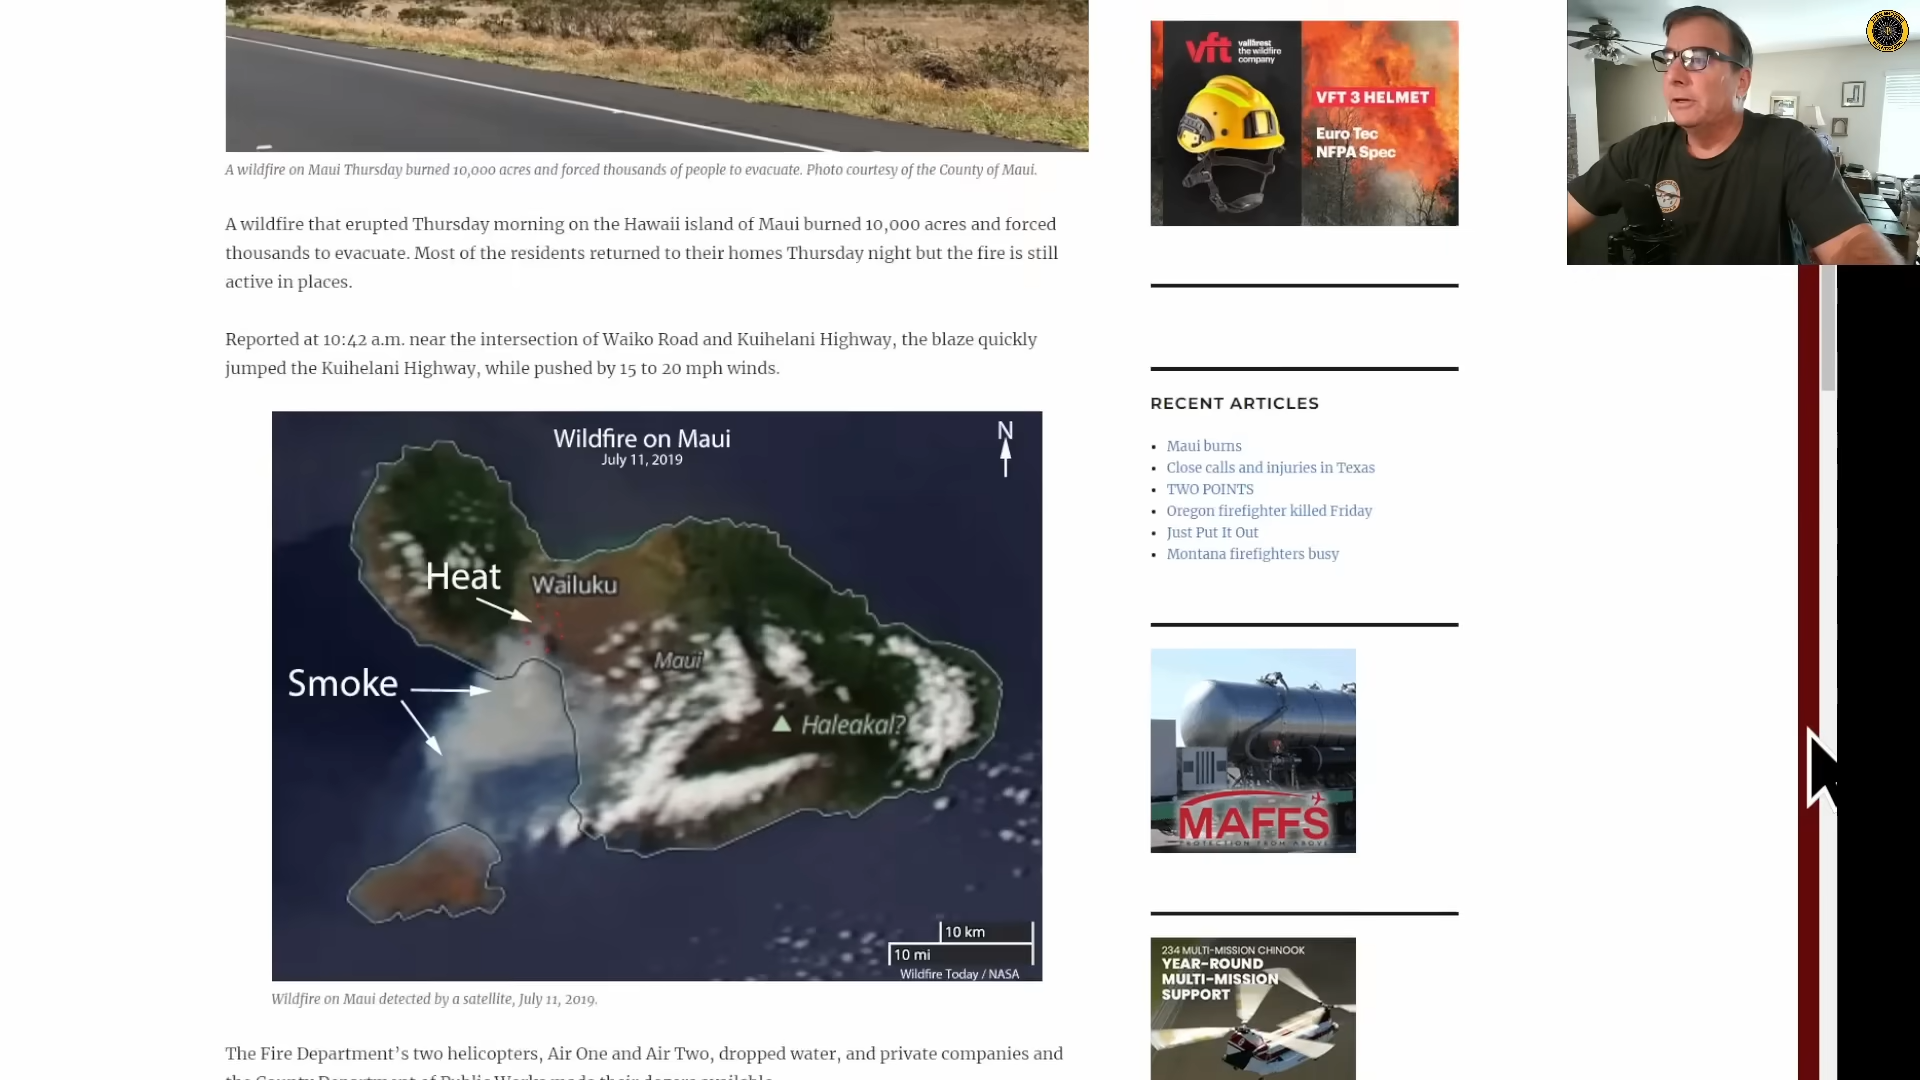 A wildfire on Maui Thursday burned 10,000 acres and forced thousands of people to evacuate. Photo courtesy of the County of Maui.
A wildfire that erupted Thursday morning on the Hawaii island of Maui burned 10,000 acres and forced
thousands to evacuate. Most of the residents returned to their homes Thursday night but the fire is still
active in places.
Reported at 10:42 a.m. near the intersection of Waiko Road and Kuihelani Highway, the blaze quickly
jumped the Kuihelani Highway, while pushed by 15 to 20 mph winds.
Wildfire on Maui
July 11, 2019
N
Heat
Wailuku
Maui
Smoke
Haleakal?
10 km
10 mi
Wildfire Today / NASA
Wildfire on Maui detected by a satellite, July 11, 2019.
The Fire Department's two helicopters, Air One and Air Two, dropped water, and private companies and
the County Department of Public Works made their dozers available.
vft
vallfirest
the wildfire
company
VFT 3 HELMET
Euro Tec
NFPA Spec
RECENT ARTICLES
Maui burns
Close calls and injuries in Texas
TWO POINTS
Oregon firefighter killed Friday
Just Put It Out
Montana firefighters busy
MAFFS
PROTECTION FROM ABOVE
234 MULTI-MISSION CHINOOK
YEAR-ROUND
MULTI-MISSION
SUPPORT